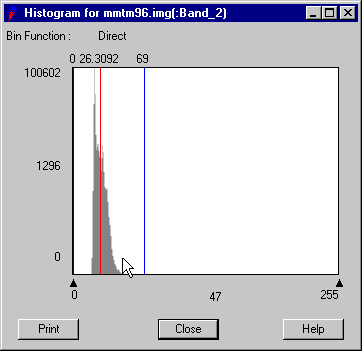 Histogram for mmtm96.img(:Band_2)
Bin Function : Direct
0 26.3092 69
100602
1296
0
0 47 255
Print Close Help